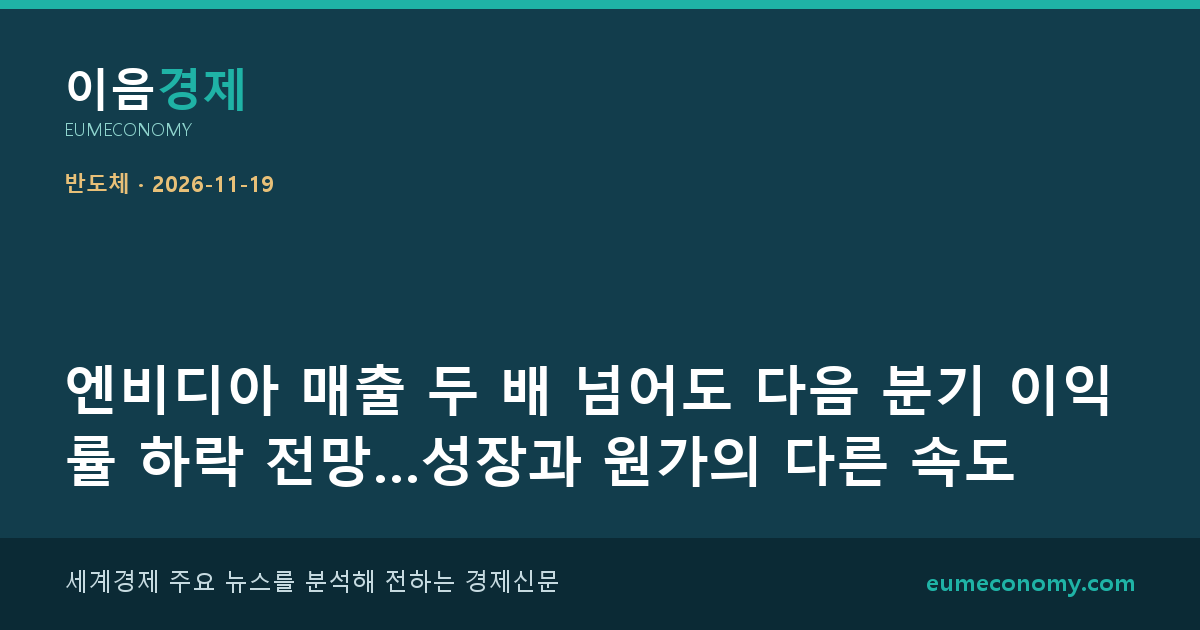 이음경제
EUMECONOMY
반도체 · 2026-11-19
엔비디아 매출 두 배 넘어도 다음 분기 이익
률 하락 전망...성장과 원가의 다른 속도
세계경제 주요 뉴스를 분석해 전하는 경제신문
eumeconomy.com